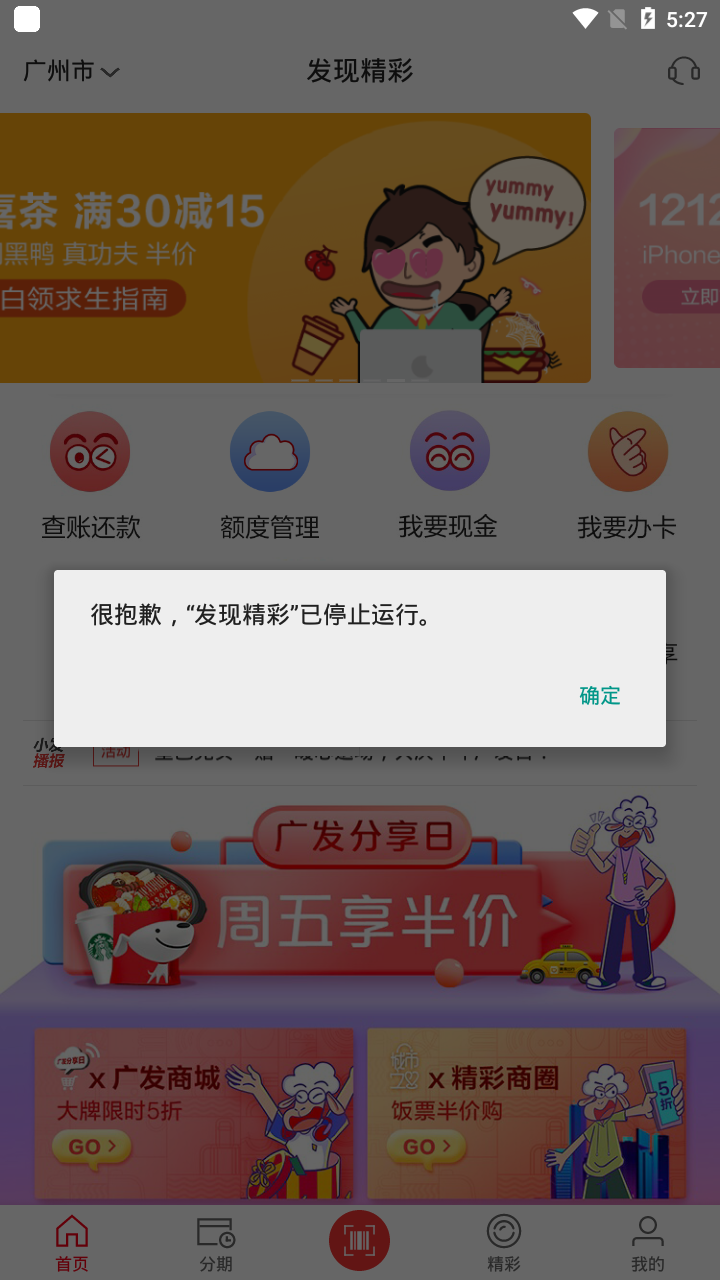 5:27
广州市
发现精彩
喜茶 满30减15
周黑鸭 真功夫 半价
白领求生指南
yummy
yummy!
1212
iPhone
立即
查账还款
额度管理
我要现金
我要办卡
很抱歉，“发现精彩”已停止运行。
享
确定
小发
播报
活动
广发分享日
周五享半价
广发分享日
x 广发商城
大牌限时5折
GO >
城市
x 精彩商圈
饭票半价购
GO >
5折
首页
分期
精彩
我的